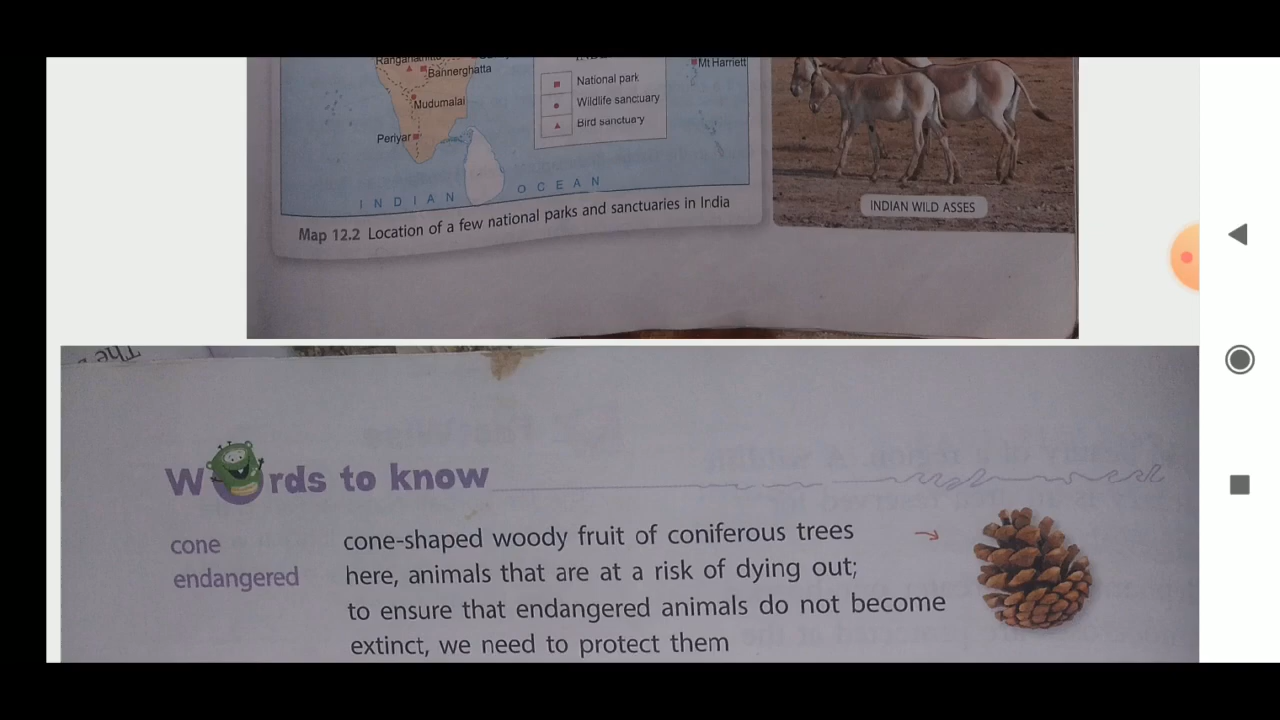 Bannerghatta
Mudumalai
Periyar
National park
Wildlife sanctuary
Bird sanctuary
Mt Harriett
INDIAN OCEAN
Map 12.2 Location of a few national parks and sanctuaries in India
INDIAN WILD ASSES
The
Words to know
cone cone-shaped woody fruit of coniferous trees
endangered here, animals that are at a risk of dying out;
to ensure that endangered animals do not become
extinct, we need to protect them